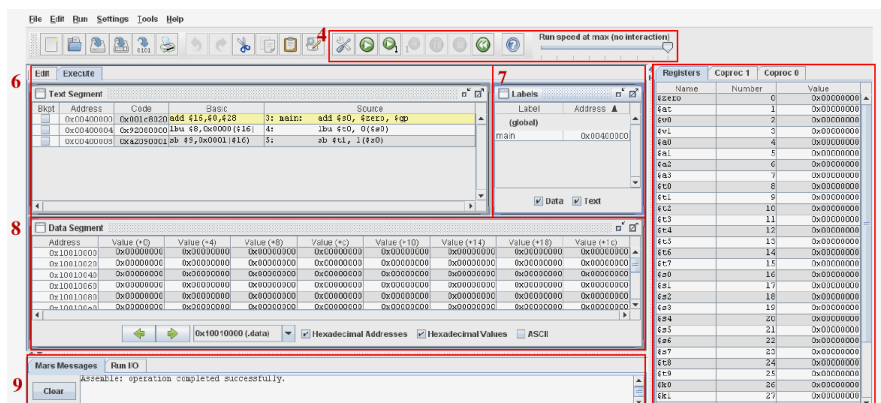 File Edit Run Settings Tools Help
4
Run speed at max (no interaction)
6
Edit Execute
7
Text Segment
Bkpt Address Code Basic Source
0x00400000 0x001c8020 add $16,$0,$28 3: main: add $s0, $zero, $gp
0x00400004 0x92080000 lbu $8,0x0000($16) 4: lbu $t0, 0($s0)
0x00400008 0xa2090001 sb $9,0x0001($16) 5: sb $t1, 1($s0)
Labels
Label Address ▲
(global)
main 0x00400000
Data Text
8
Data Segment
Address Value (+0) Value (+4) Value (+8) Value (+c) Value (+10) Value (+14) Value (+18) Value (+1c)
0x10010000 0x00000000 0x00000000 0x00000000 0x00000000 0x00000000 0x00000000 0x00000000 0x00000000
0x10010020 0x00000000 0x00000000 0x00000000 0x00000000 0x00000000 0x00000000 0x00000000 0x00000000
0x10010040 0x00000000 0x00000000 0x00000000 0x00000000 0x00000000 0x00000000 0x00000000 0x00000000
0x10010060 0x00000000 0x00000000 0x00000000 0x00000000 0x00000000 0x00000000 0x00000000 0x00000000
0x10010080 0x00000000 0x00000000 0x00000000 0x00000000 0x00000000 0x00000000 0x00000000 0x00000000
0x100100a0 0x00000000 0x00000000 0x00000000 0x00000000 0x00000000 0x00000000 0x00000000 0x00000000
0x10010000 (.data) Hexadecimal Addresses Hexadecimal Values ASCII
9
Mars Messages Run I/O
Assemble: operation completed successfully.
Clear
Registers Coproc 1 Coproc 0
Name Number Value
$zero 0 0x00000000
$at 1 0x00000000
$v0 2 0x00000000
$v1 3 0x00000000
$a0 4 0x00000000
$a1 5 0x00000000
$a2 6 0x00000000
$a3 7 0x00000000
$t0 8 0x00000000
$t1 9 0x00000000
$t2 10 0x00000000
$t3 11 0x00000000
$t4 12 0x00000000
$t5 13 0x00000000
$t6 14 0x00000000
$t7 15 0x00000000
$s0 16 0x00000000
$s1 17 0x00000000
$s2 18 0x00000000
$s3 19 0x00000000
$s4 20 0x00000000
$s5 21 0x00000000
$s6 22 0x00000000
$s7 23 0x00000000
$t8 24 0x00000000
$t9 25 0x00000000
$k0 26 0x00000000
$k1 27 0x00000000